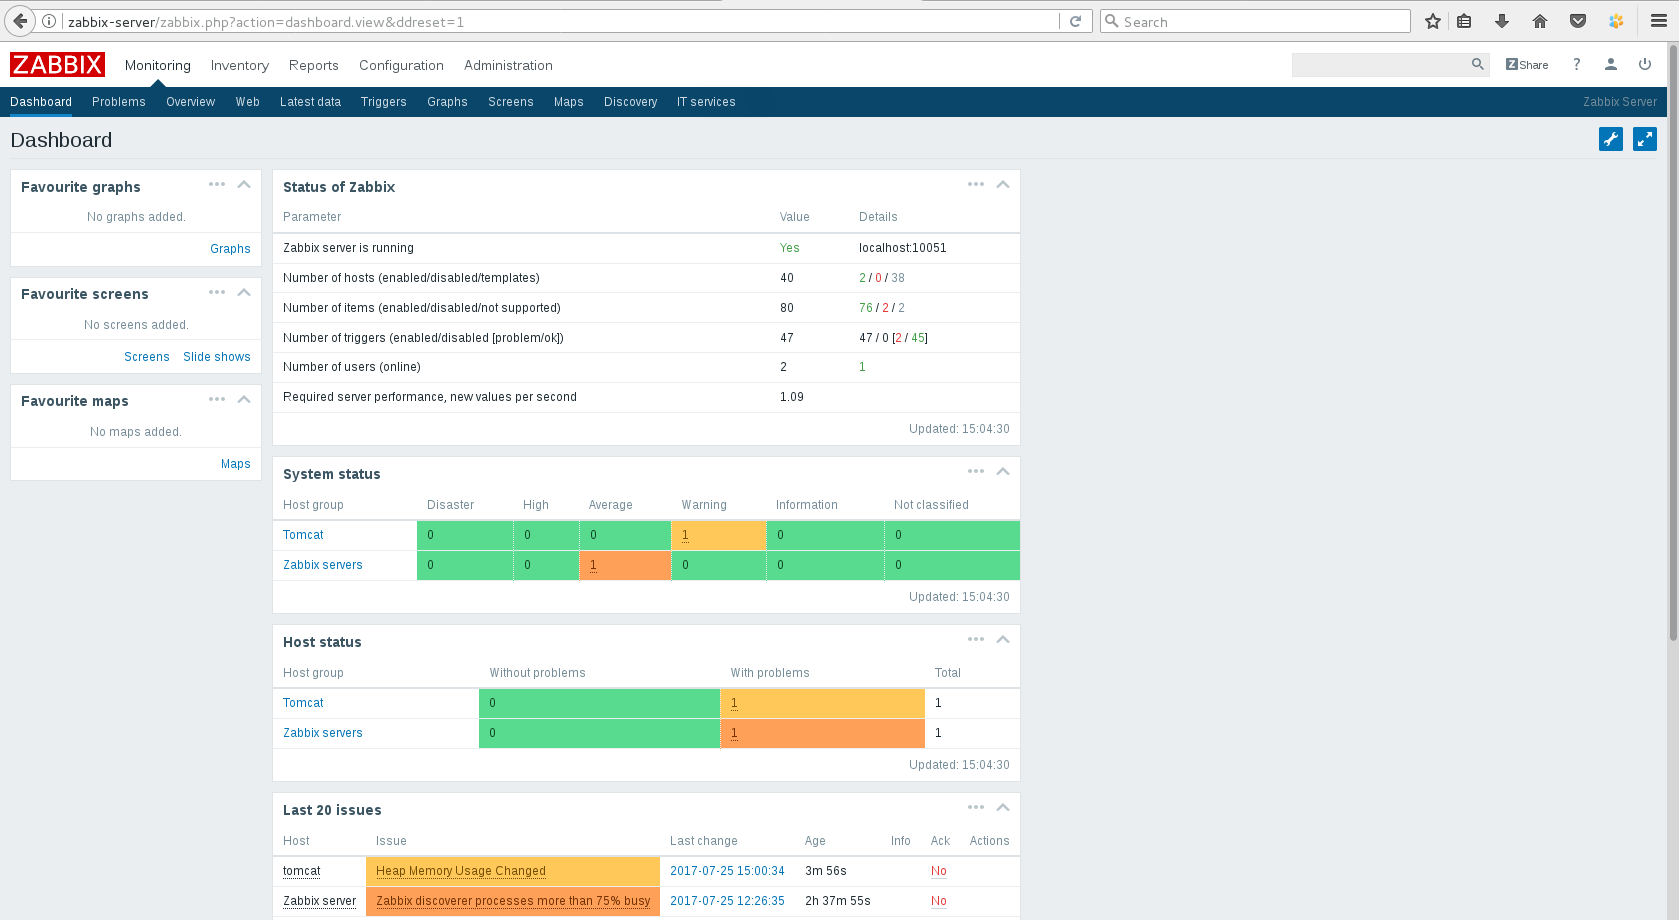 zabbix-server/zabbix.php?action=dashboard.view&ddreset=1 Search
ZABBIX Monitoring Inventory Reports Configuration Administration Z Share ?
Dashboard Problems Overview Web Latest data Triggers Graphs Screens Maps Discovery IT services Zabbix Server
Dashboard
Favourite graphs
No graphs added.
Graphs
Favourite screens
No screens added.
Screens Slide shows
Favourite maps
No maps added.
Maps
Status of Zabbix
Parameter Value Details
Zabbix server is running Yes localhost:10051
Number of hosts (enabled/disabled/templates) 40 2 / 0 / 38
Number of items (enabled/disabled/not supported) 80 76 / 2 / 2
Number of triggers (enabled/disabled [problem/ok]) 47 47 / 0 [2 / 45]
Number of users (online) 2 1
Required server performance, new values per second 1.09
Updated: 15:04:30
System status
Host group Disaster High Average Warning Information Not classified
Tomcat 0 0 0 1 0 0
Zabbix servers 0 0 1 0 0 0
Updated: 15:04:30
Host status
Host group Without problems With problems Total
Tomcat 0 1 1
Zabbix servers 0 1 1
Updated: 15:04:30
Last 20 issues
Host Issue Last change Age Info Ack Actions
tomcat Heap Memory Usage Changed 2017-07-25 15:00:34 3m 56s No
Zabbix server Zabbix discoverer processes more than 75% busy 2017-07-25 12:26:35 2h 37m 55s No